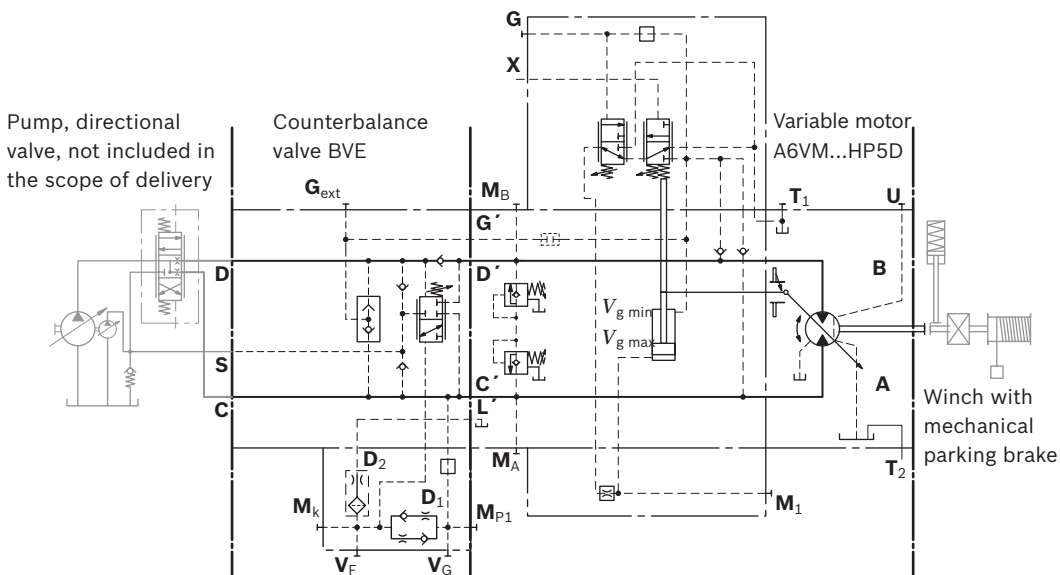 G
X
Pump, directional
valve, not included in
the scope of delivery
Counterbalance
valve BVE
Variable motor
A6VM...HP5D
Gext
MB
T1
U
G´
D
D´
B
Vg min
Vg max
S
C´
A
C
L´
Winch with
mechanical
parking brake
D2
MA
T2
Mk
D1
MP1
M1
VF
VG